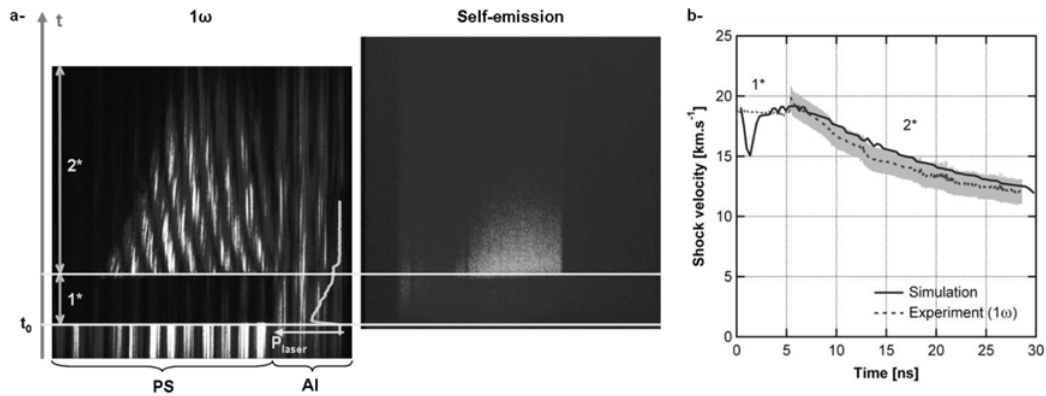 a-
t
1ω
Self-emission
2*
1*
t0
Plaser
PS
Al
b-
25
20
15
10
5
0
Shock velocity [km.s-1]
1*
2*
Simulation
Experiment (1ω)
0 5 10 15 20 25 30
Time [ns]